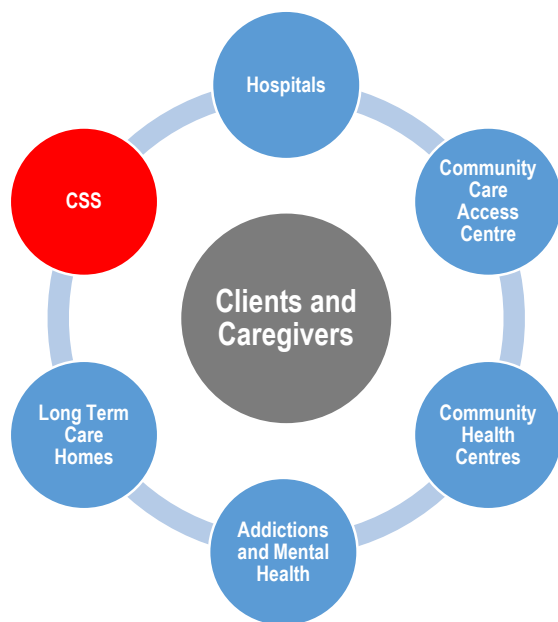 Hospitals
Community
Care
Access
Centre
CSS
Clients and
Caregivers
Long Term
Care
Homes
Community
Health
Centres
Addictions
and Mental
Health